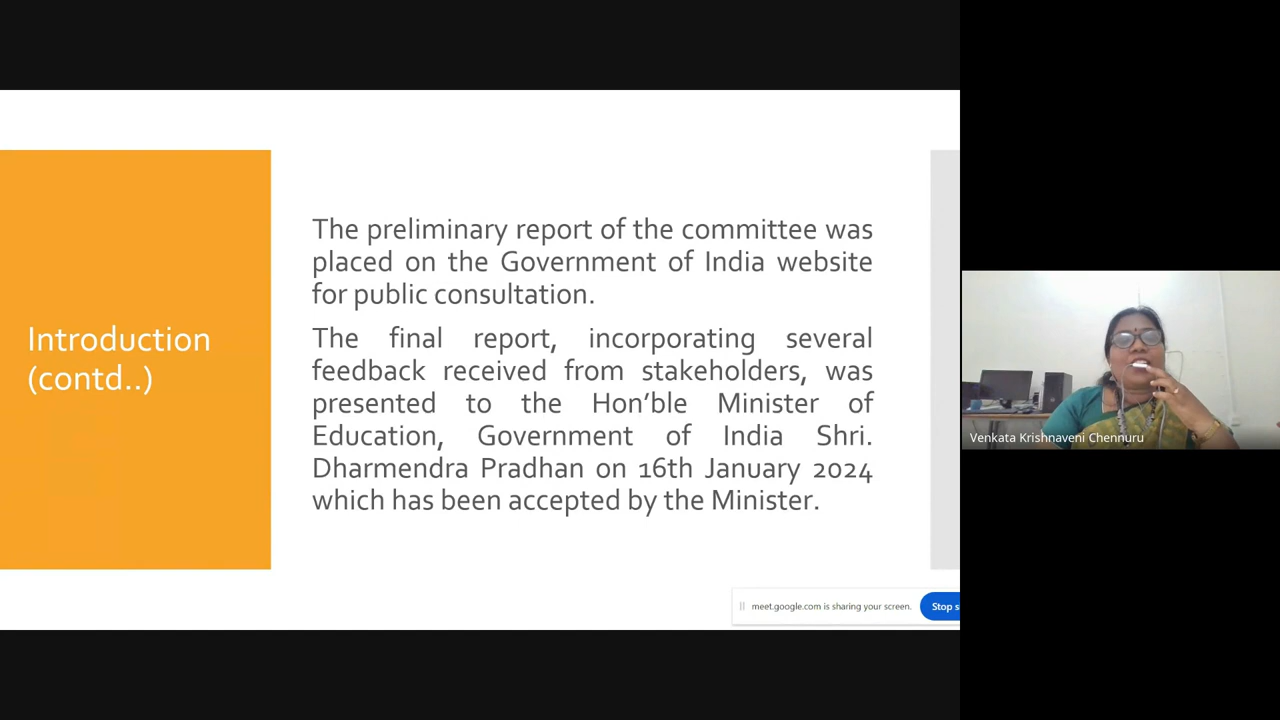 Introduction
(contd..)
The preliminary report of the committee was
placed on the Government of India website
for public consultation.
The final report, incorporating several
feedback received from stakeholders, was
presented to the Hon’ble Minister of
Education, Government of India Shri.
Dharmendra Pradhan on 16th January 2024
which has been accepted by the Minister.
meet.google.com is sharing your screen.
Stop s
Venkata Krishnaveni Chennuru